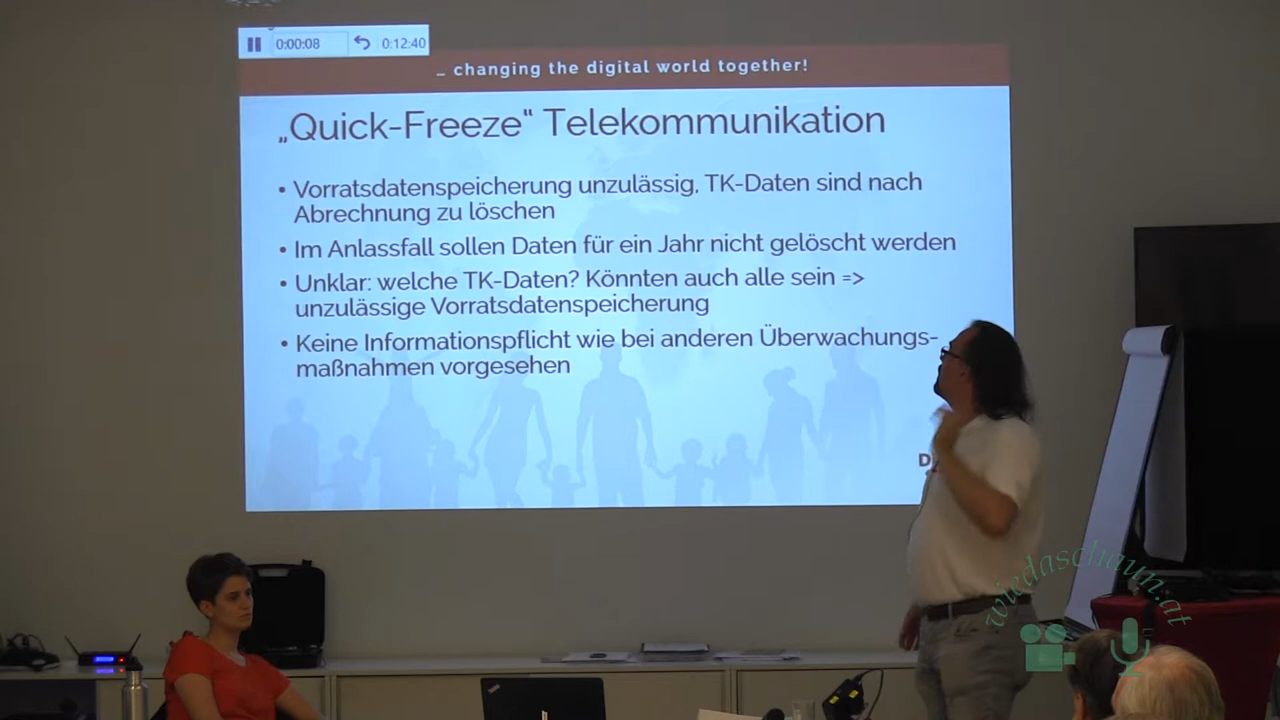 0:00:08 0:12:40
… changing the digital world together!
„Quick-Freeze“ Telekommunikation
• Vorratsdatenspeicherung unzulässig, TK-Daten sind nach
Abrechnung zu löschen
• Im Anlassfall sollen Daten für ein Jahr nicht gelöscht werden
• Unklar: welche TK-Daten? Könnten auch alle sein =>
unzulässige Vorratsdatenspeicherung
• Keine Informationspflicht wie bei anderen Überwachungs-
maßnahmen vorgesehen
wiedaschaun.at